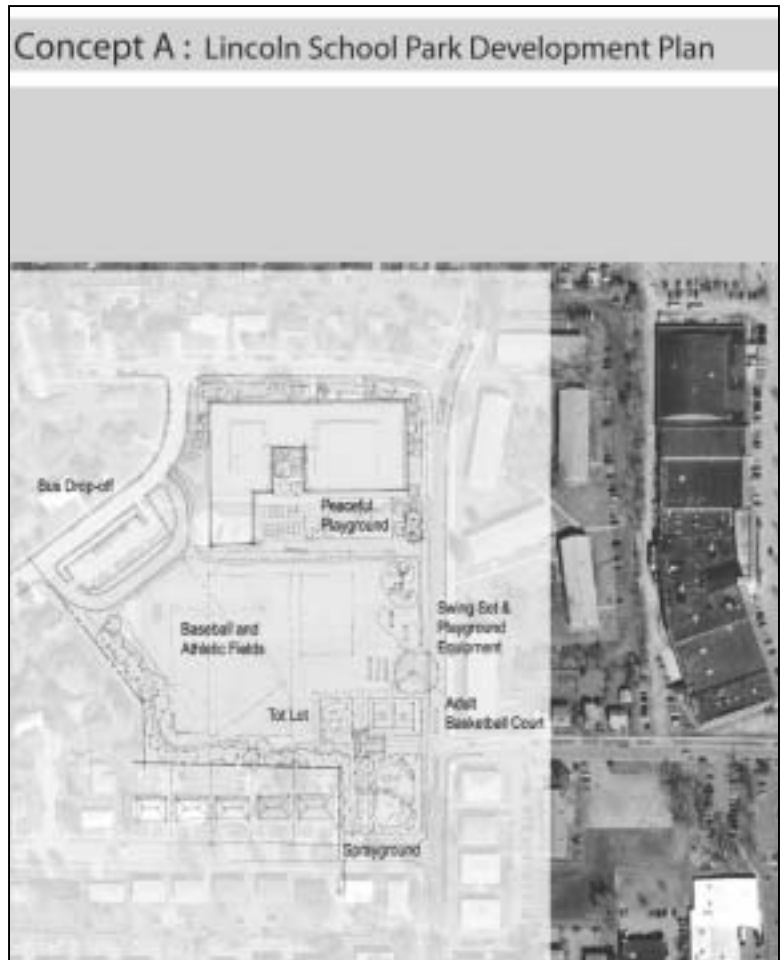 Concept A : Lincoln School Park Development Plan
Bus Drop-off
Peaceful
Playground
Swing Set &
Playground
Equipment
Baseball and
Athletic Fields
Tot Lot
Adult
Basketball Court
Sprayground